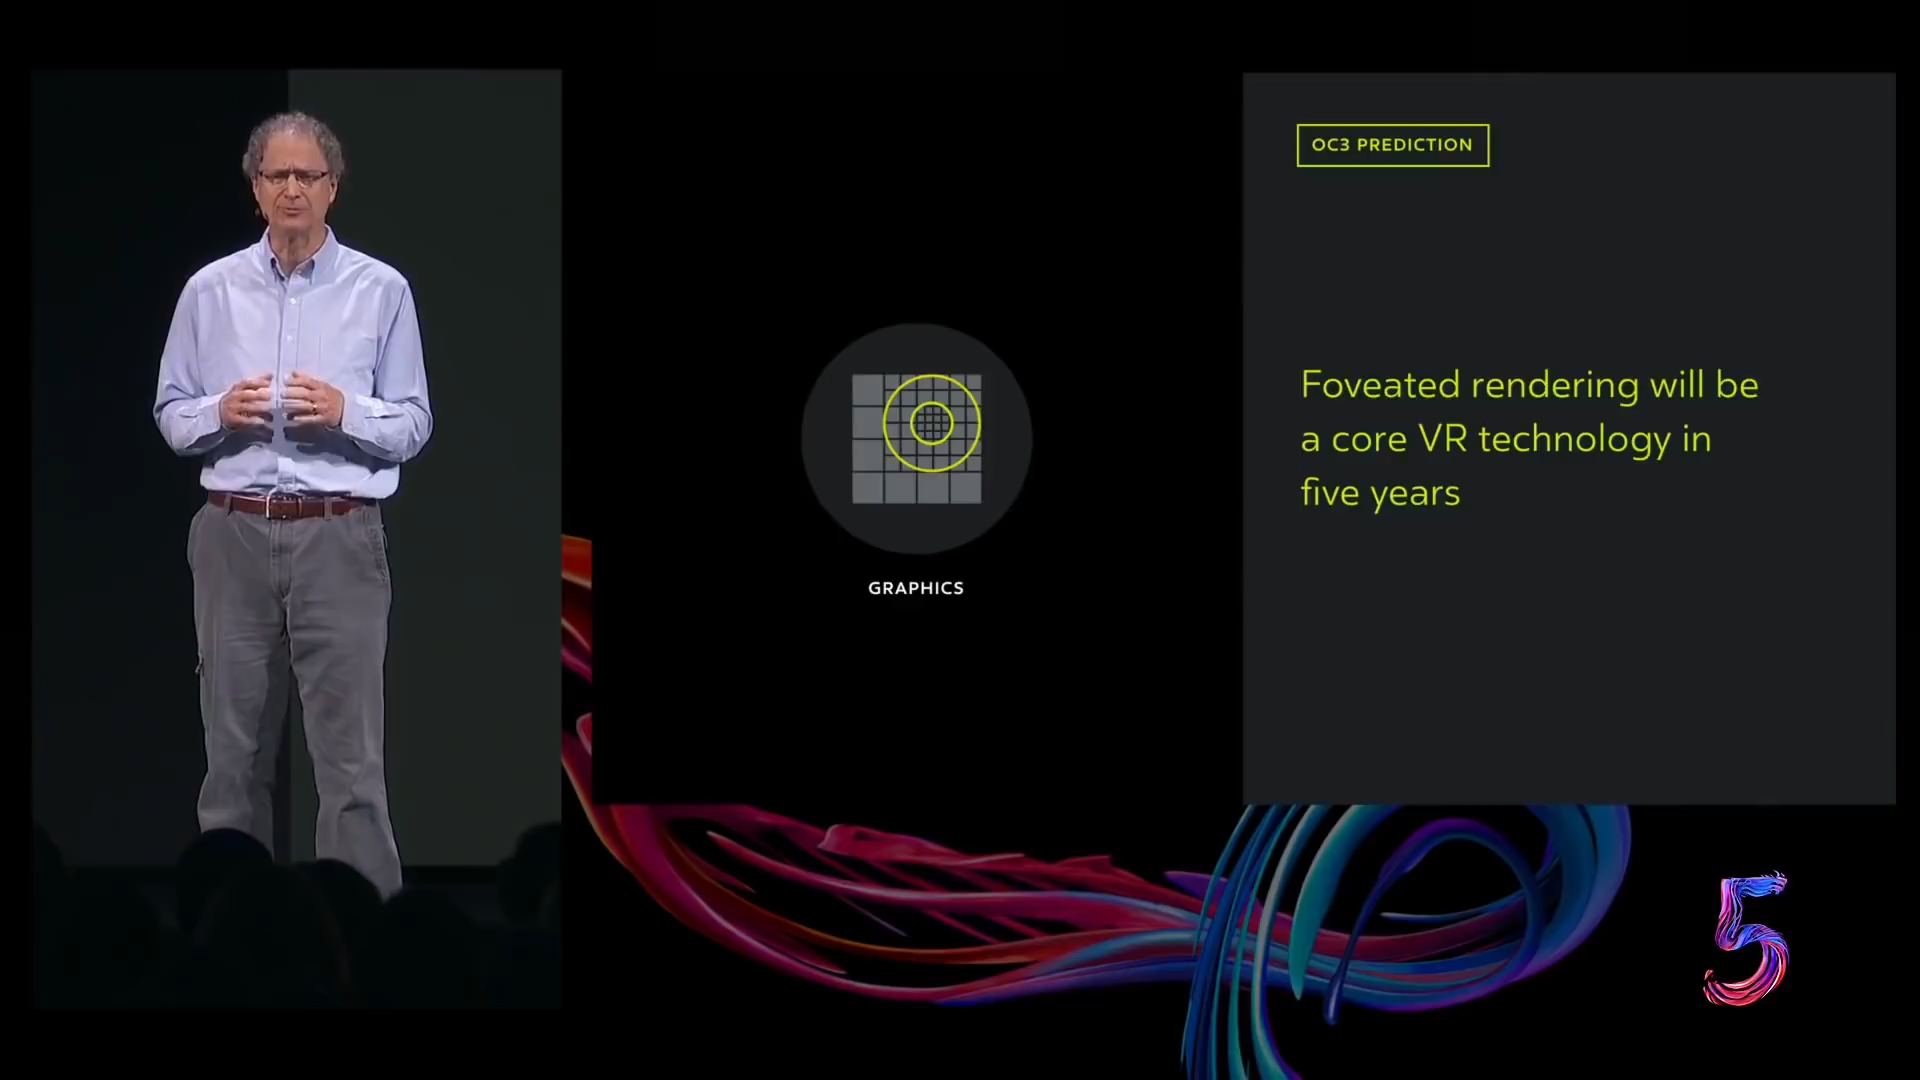 OC3 PREDICTION
Foveated rendering will be
a core VR technology in
five years
GRAPHICS
5